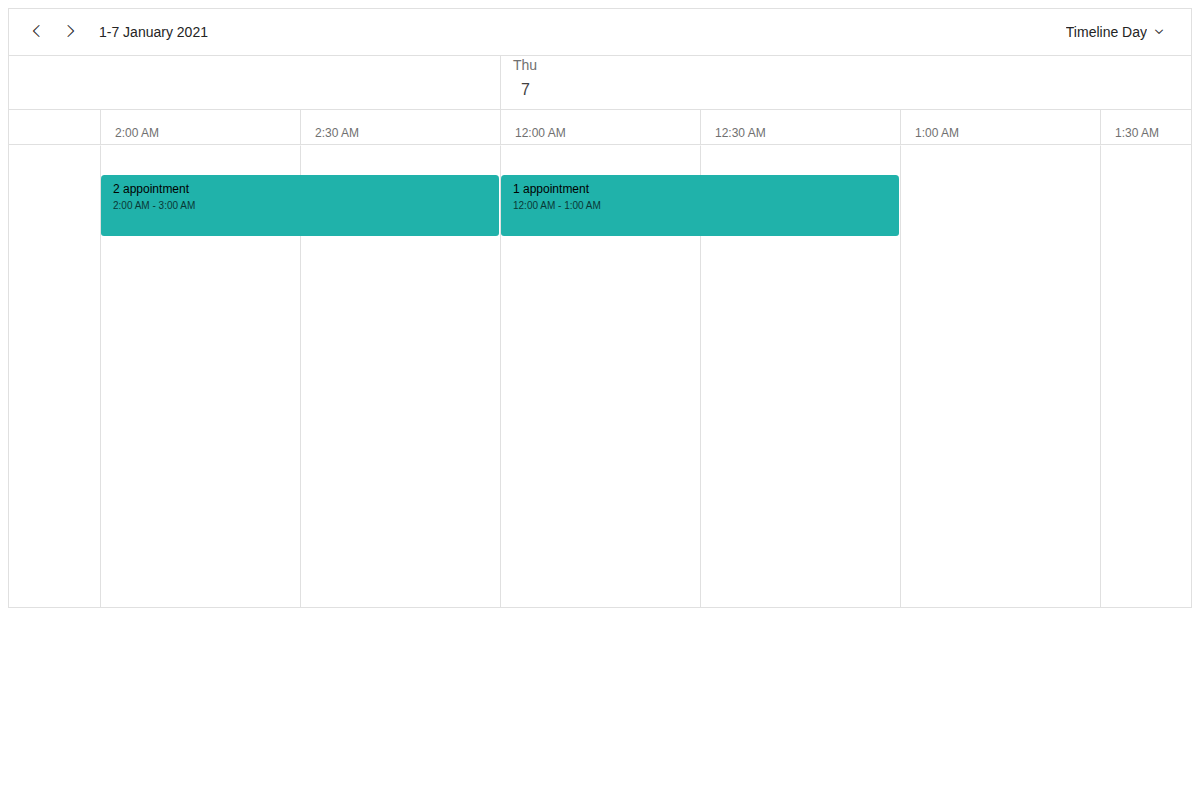 1-7 January 2021
Timeline Day
Thu
7
2:00 AM
2:30 AM
12:00 AM
12:30 AM
1:00 AM
1:30 AM
2 appointment
2:00 AM - 3:00 AM
1 appointment
12:00 AM - 1:00 AM